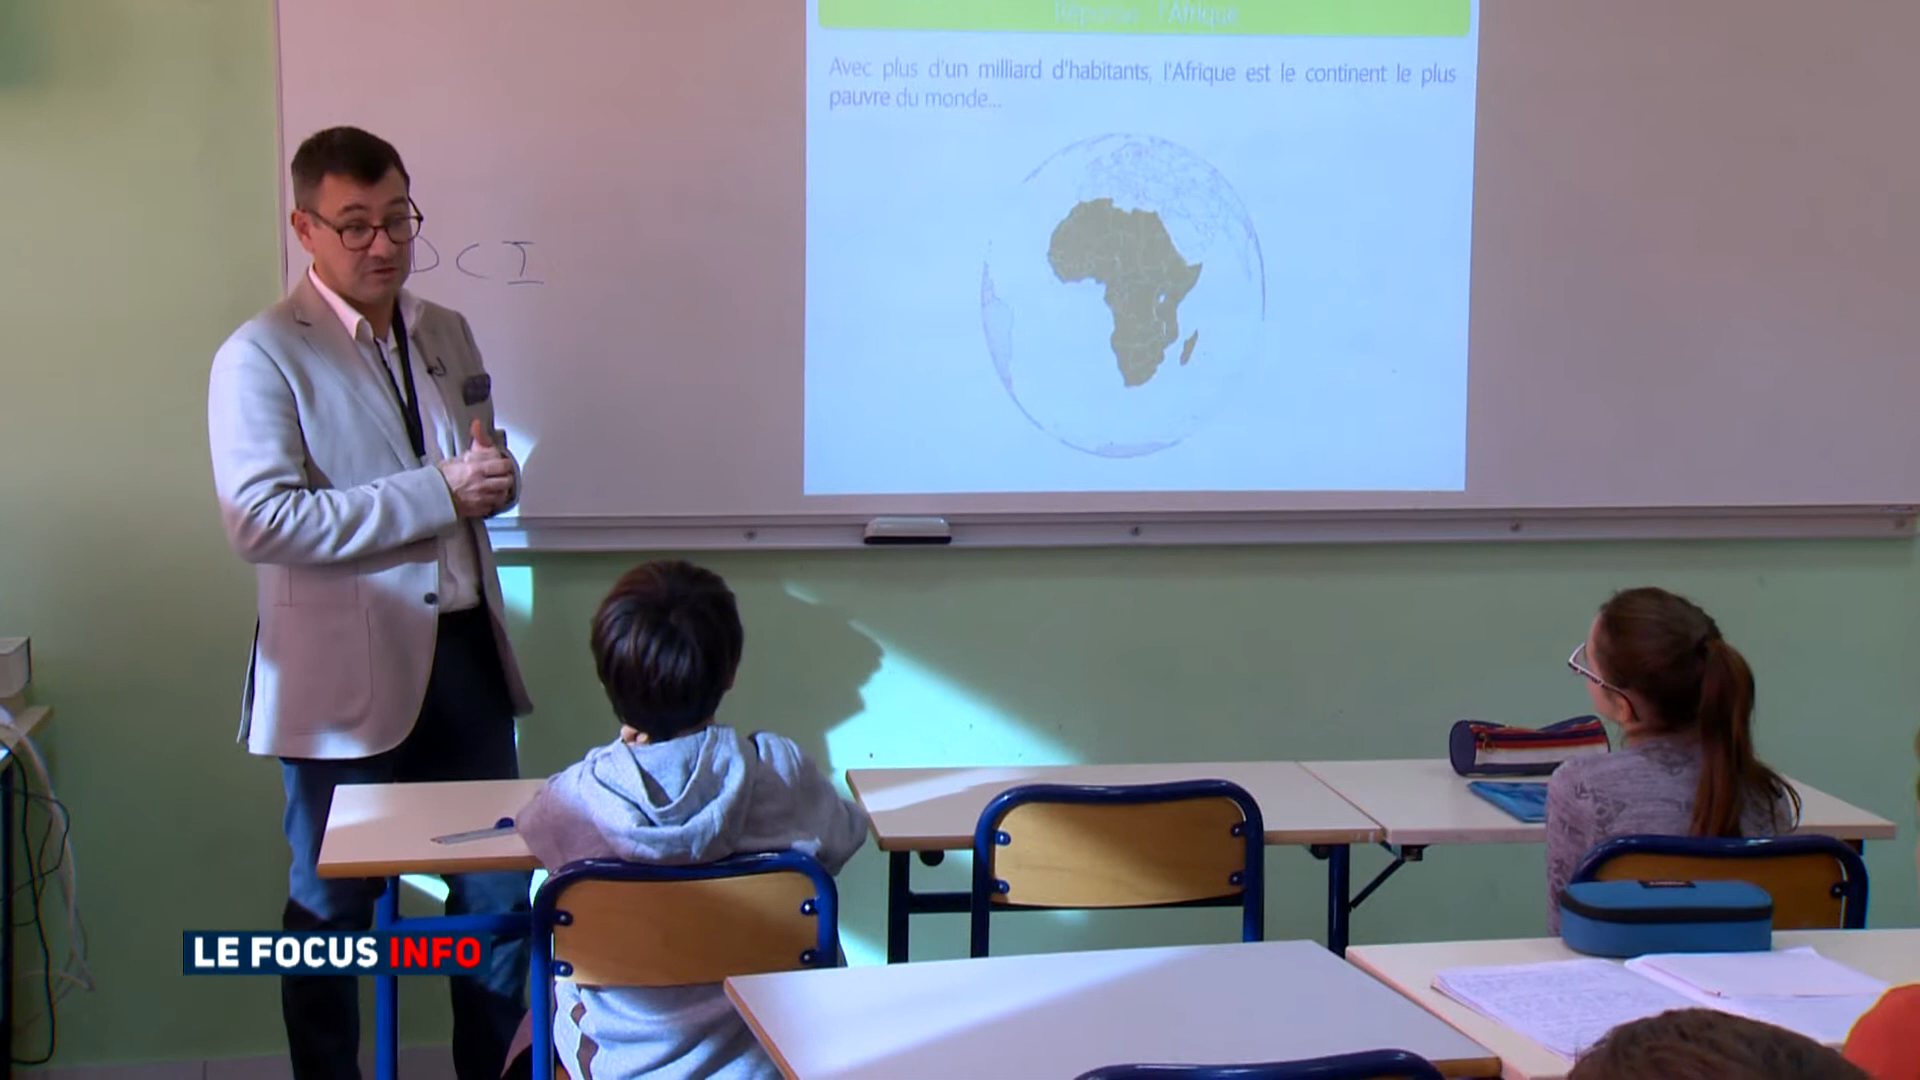 Réponse : l'Afrique
Avec plus d'un milliard d'habitants, l'Afrique est le continent le plus
pauvre du monde...
DCI
LE FOCUS INFO